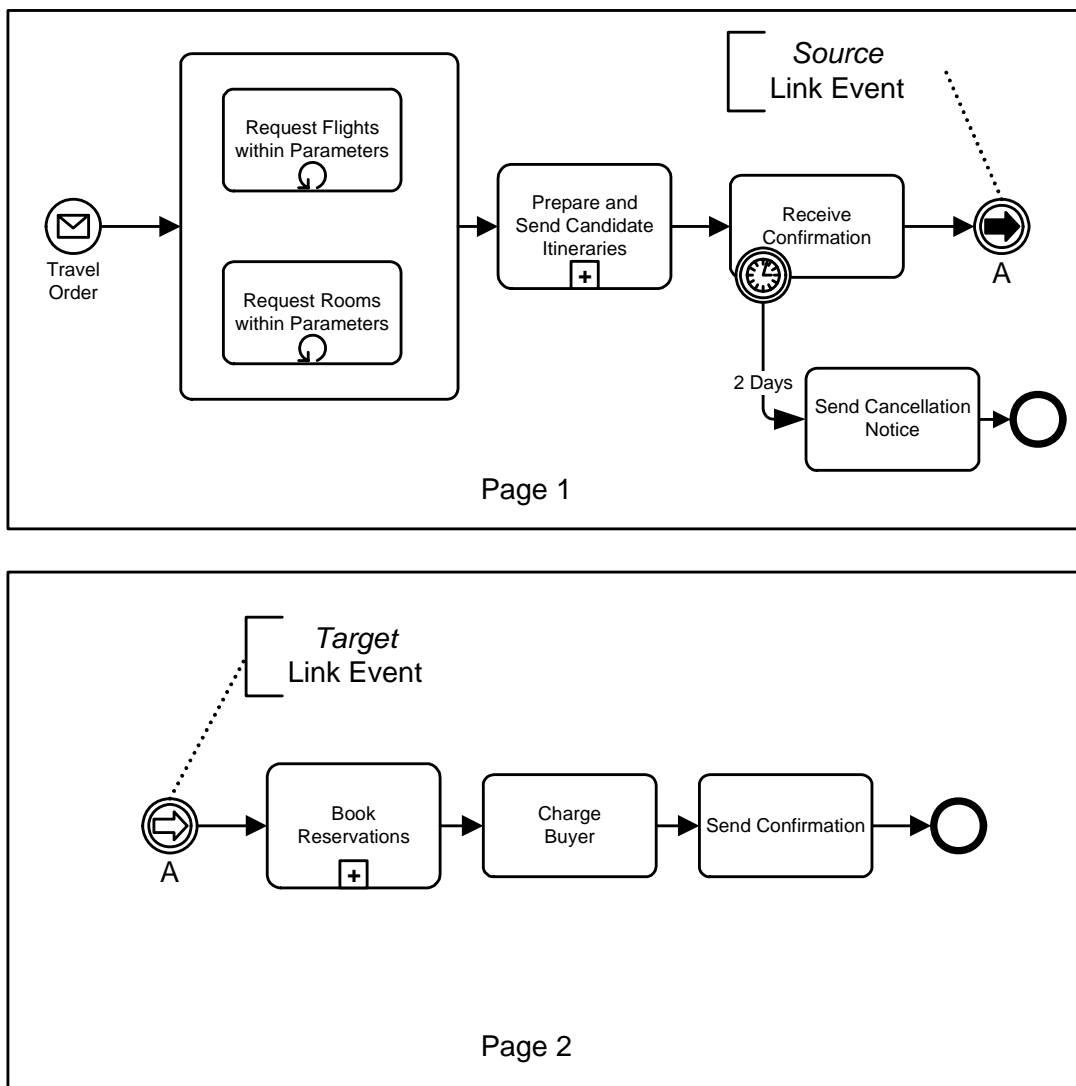 Source
Link Event
Request Flights
within Parameters
Prepare and
Send Candidate
Itineraries
Receive
Confirmation
Travel
Order
A
Request Rooms
within Parameters
2 Days
Send Cancellation
Notice
Page 1
Target
Link Event
Book
Reservations
Charge
Buyer
Send Confirmation
A
Page 2